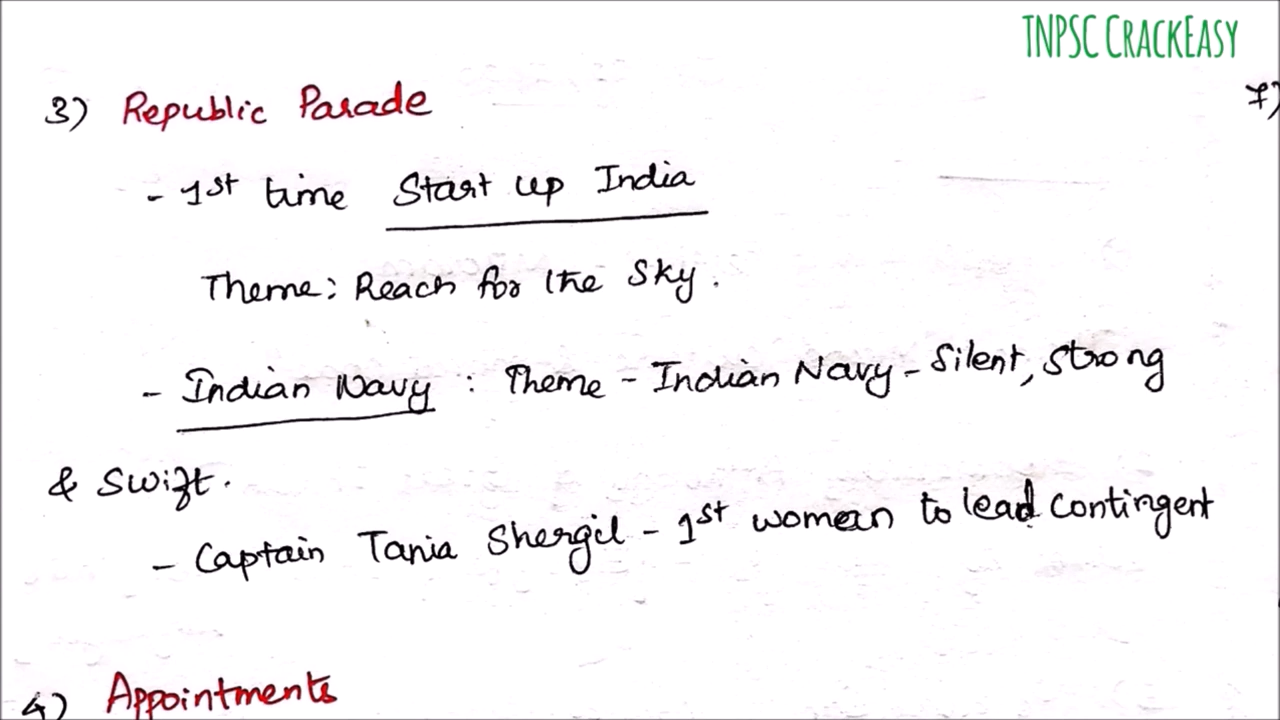 TNPSC CRACKEASY
3) Republic Parade
7)
- 1st time Start up India
Theme: Reach for the Sky.
- Indian Navy : Theme - Indian Navy - Silent, Strong
& Swift.
- Captain Tania Shergil - 1st woman to lead contingent
4) Appointments